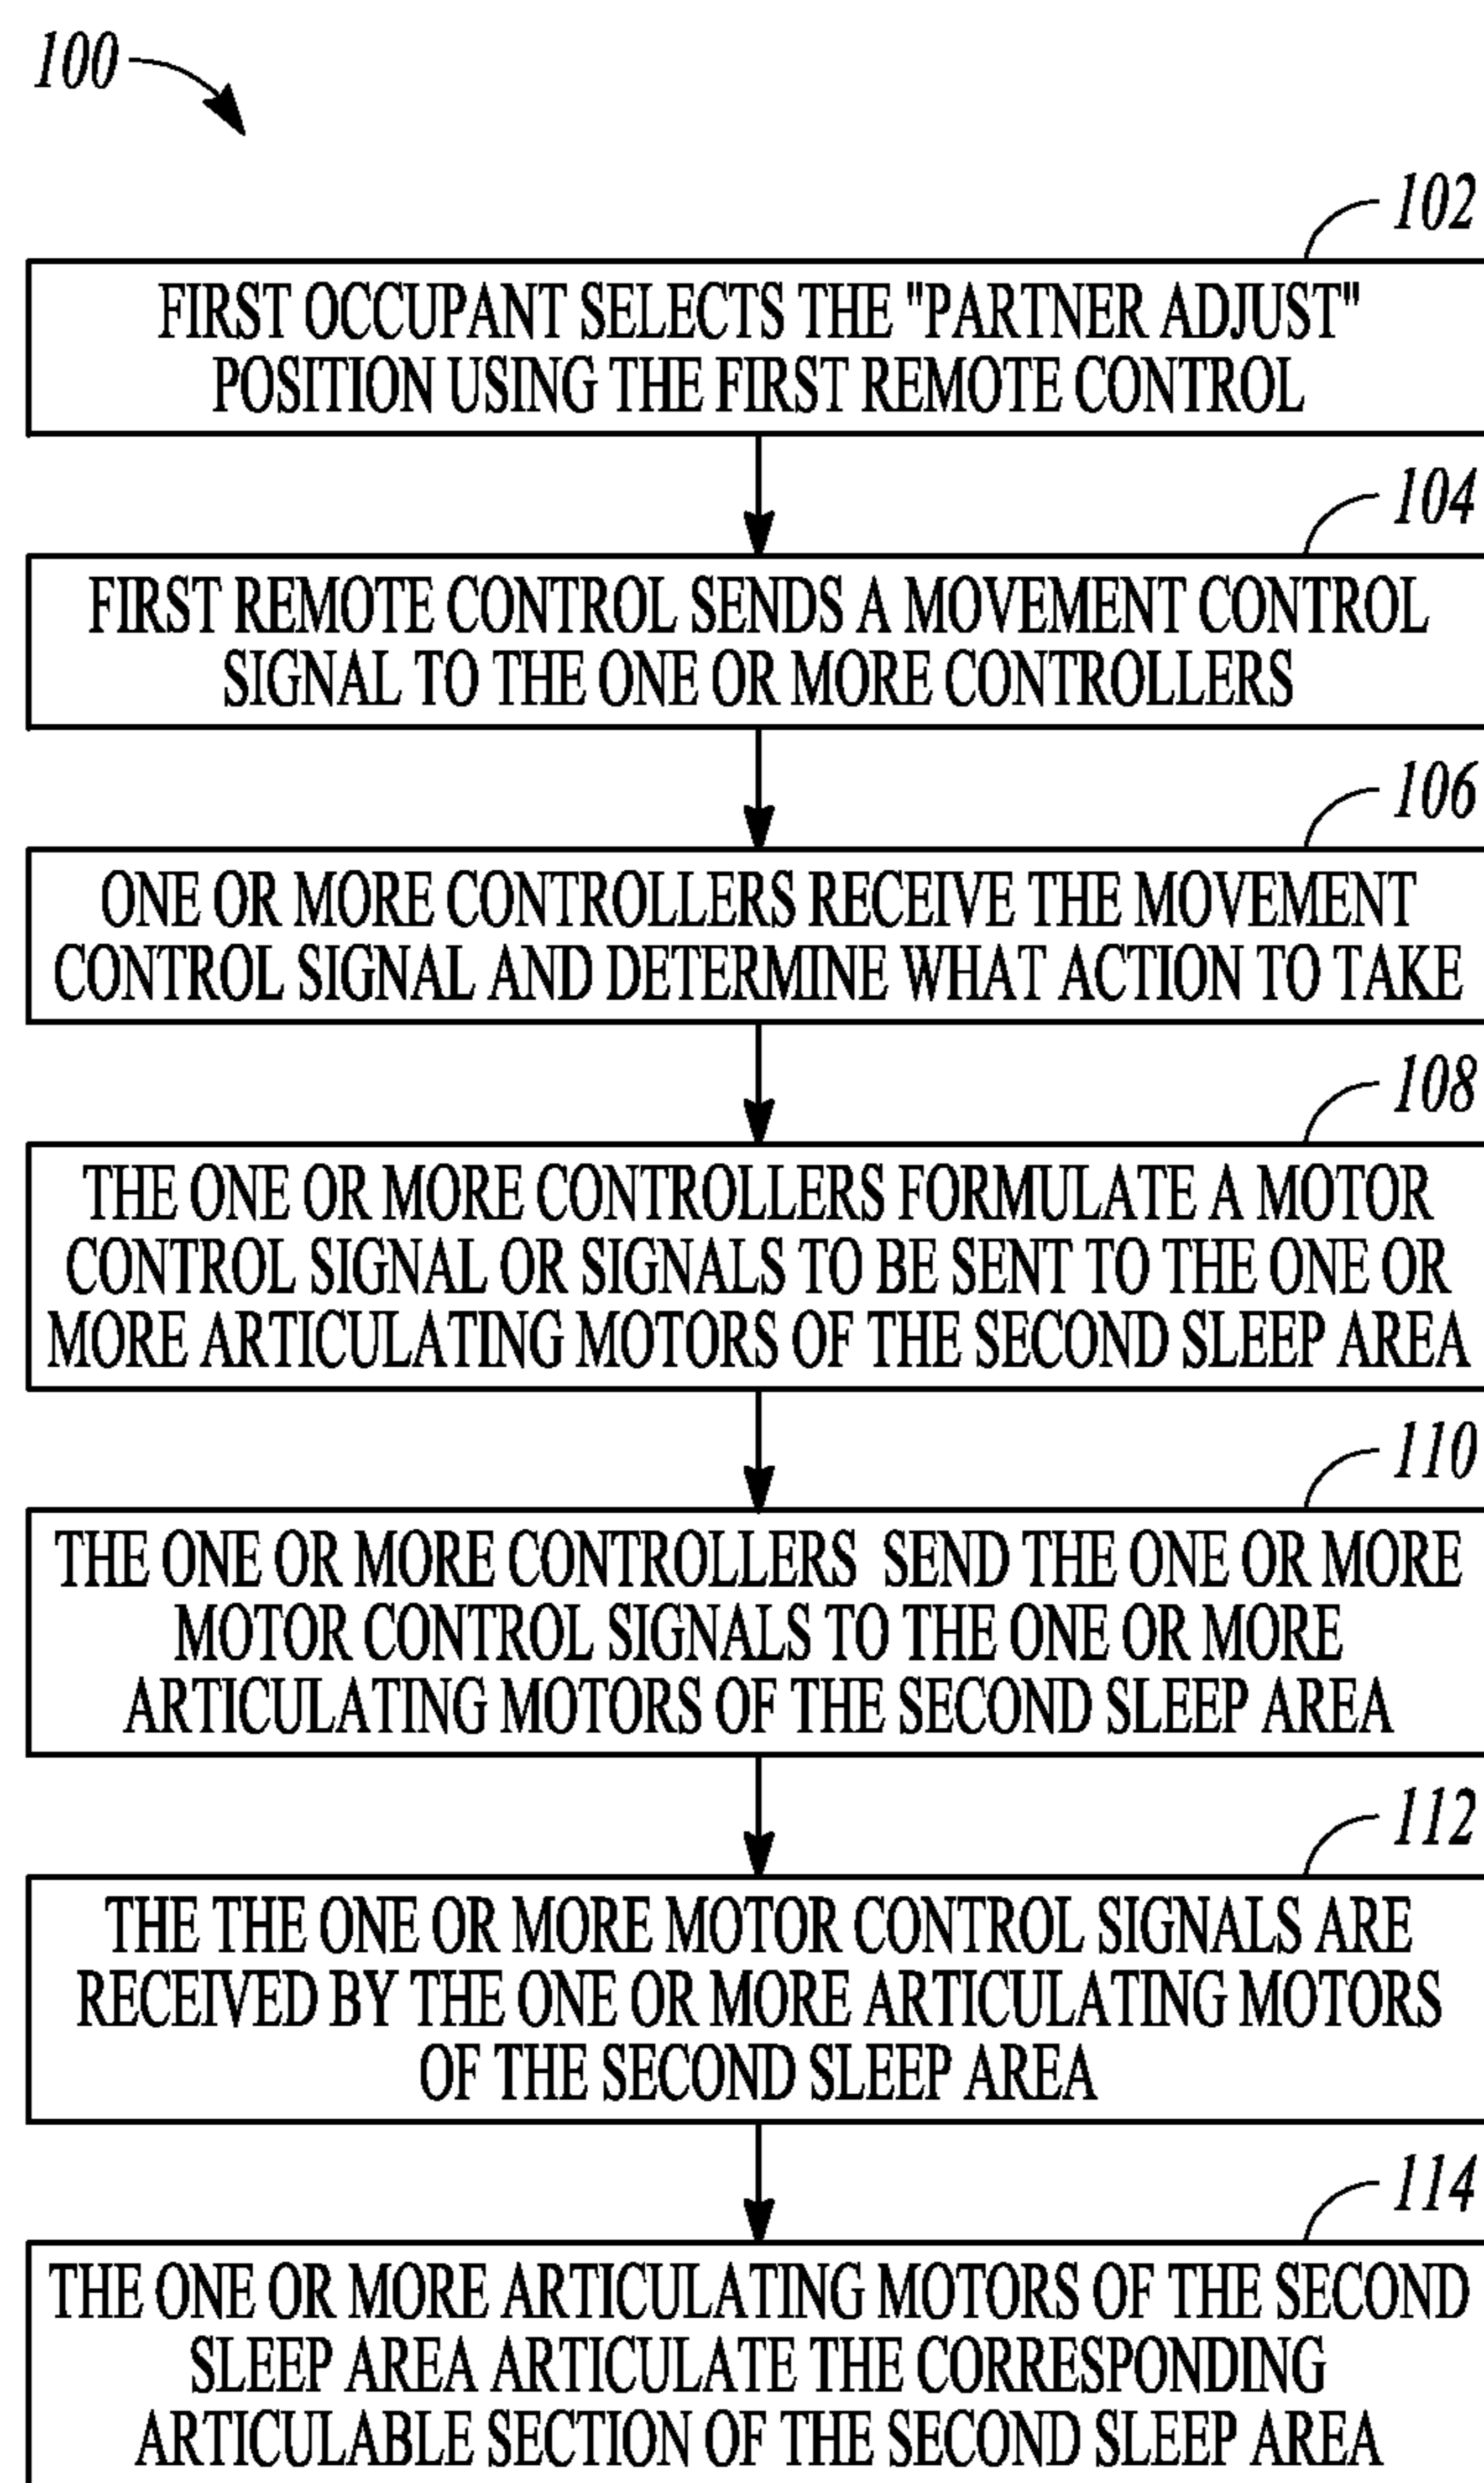 100
102
FIRST OCCUPANT SELECTS THE "PARTNER ADJUST"
POSITION USING THE FIRST REMOTE CONTROL
104
FIRST REMOTE CONTROL SENDS A MOVEMENT CONTROL
SIGNAL TO THE ONE OR MORE CONTROLLERS
106
ONE OR MORE CONTROLLERS RECEIVE THE MOVEMENT
CONTROL SIGNAL AND DETERMINE WHAT ACTION TO TAKE
108
THE ONE OR MORE CONTROLLERS FORMULATE A MOTOR
CONTROL SIGNAL OR SIGNALS TO BE SENT TO THE ONE OR
MORE ARTICULATING MOTORS OF THE SECOND SLEEP AREA
110
THE ONE OR MORE CONTROLLERS SEND THE ONE OR MORE
MOTOR CONTROL SIGNALS TO THE ONE OR MORE
ARTICULATING MOTORS OF THE SECOND SLEEP AREA
112
THE THE ONE OR MORE MOTOR CONTROL SIGNALS ARE
RECEIVED BY THE ONE OR MORE ARTICULATING MOTORS
OF THE SECOND SLEEP AREA
114
THE ONE OR MORE ARTICULATING MOTORS OF THE SECOND
SLEEP AREA ARTICULATE THE CORRESPONDING
ARTICULABLE SECTION OF THE SECOND SLEEP AREA